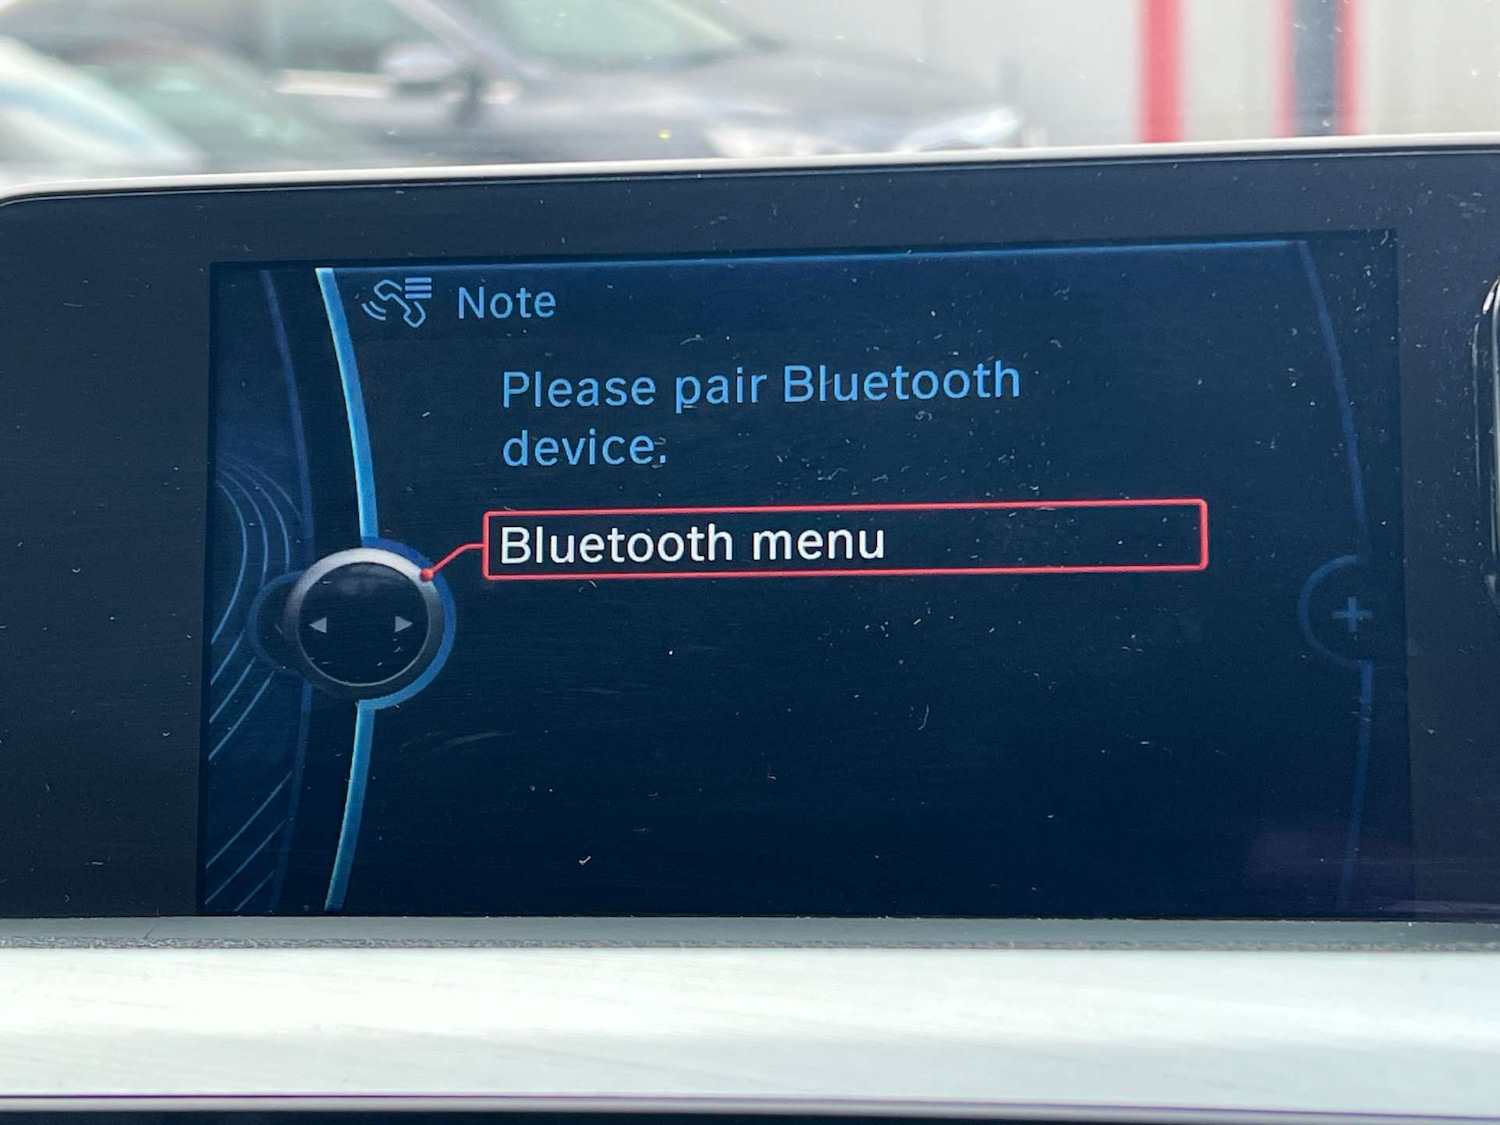 Note
Please pair Bluetooth
device.
Bluetooth menu